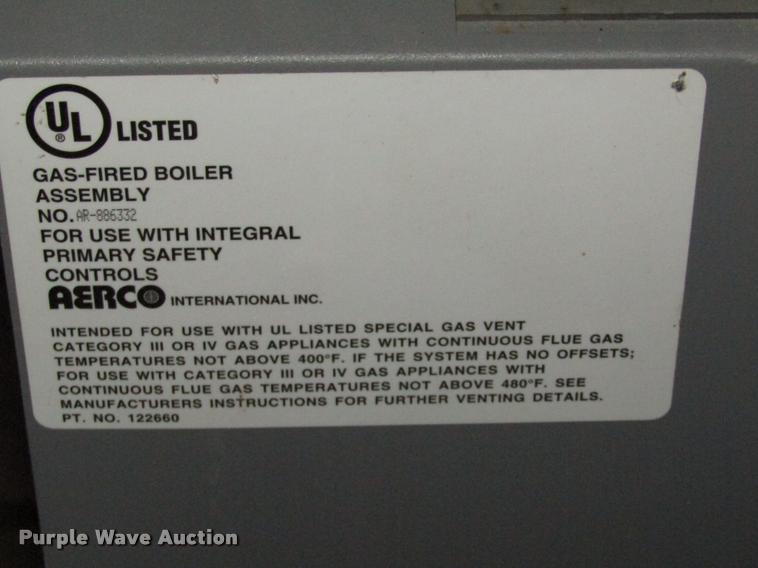 UL® LISTED
GAS-FIRED BOILER
ASSEMBLY
NO. AR-886332
FOR USE WITH INTEGRAL
PRIMARY SAFETY
CONTROLS
AERCO INTERNATIONAL INC.
INTENDED FOR USE WITH UL LISTED SPECIAL GAS VENT
CATEGORY III OR IV GAS APPLIANCES WITH CONTINUOUS FLUE GAS
TEMPERATURES NOT ABOVE 400°F. IF THE SYSTEM HAS NO OFFSETS;
FOR USE WITH CATEGORY III OR IV GAS APPLIANCES WITH
CONTINUOUS FLUE GAS TEMPERATURES NOT ABOVE 480°F. SEE
MANUFACTURERS INSTRUCTIONS FOR FURTHER VENTING DETAILS.
PT. NO. 122660
Purple Wave Auction